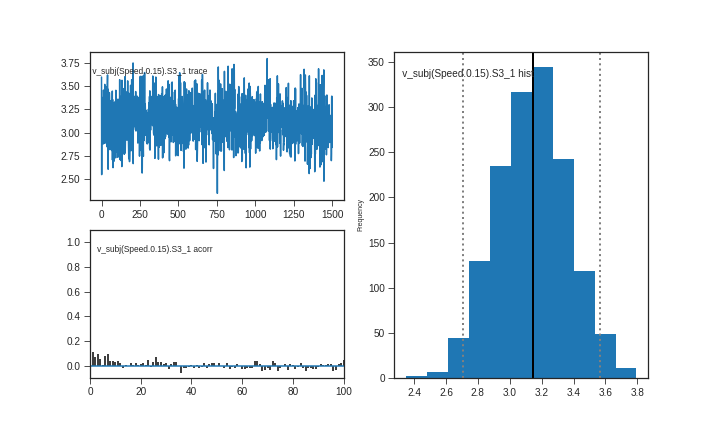 v_subj(Speed.0.15).S3_1 trace
3.75
3.50
3.25
3.00
2.75
2.50
0 250 500 750 1000 1250 1500
v_subj(Speed.0.15).S3_1 acorr
1.0
0.8
0.6
0.4
0.2
0.0
0 20 40 60 80 100
v_subj(Speed.0.15).S3_1 hist
Frequency
350
300
250
200
150
100
50
0
2.4 2.6 2.8 3.0 3.2 3.4 3.6 3.8